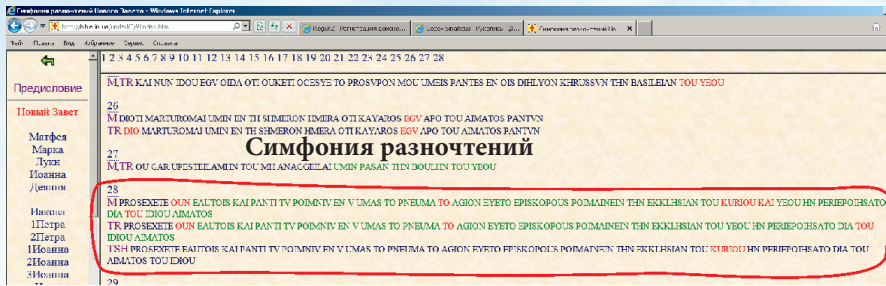 Симфония разночтений Нового Завета - Windows Internet Explorer
Файл Правка Вид Избранное Сервис Справка
1 2 3 4 5 6 7 8 9 10 11 12 13 14 15 16 17 18 19 20 21 22 23 24 25 26 27 28
Предисловие
Новый Завет
Матфея
Марка
Луки
Иоанна
Деяния
Иакова
1Петра
2Петра
1Иоанна
2Иоанна
3Иоанна
M,TR KAI NUN IDOU EGV OIDA OTI OUKETI OCESYE TO PROSVPON MOU UMEIS PANTES EN OIS DIHLYON KHRUSSVN THN BASILEIAN TOU YEOU
26
M DIOTI MARTUROMAI UMIN EN TH SHMERON HMERA OTI KAYAROS EGV APO TOU AIMATOS PANTVN
TR DIO MARTUROMAI UMIN EN TH SHMERON HMERA OTI KAYAROS EGV APO TOU AIMATOS PANTVN
27
Симфония разночтений
M,TR OU GAR UPESTEILAMHN TOU MH ANAGGEILAI UMIN PASAN THN BOULHN TOU YEOU
28
M PROSEXETE OUN EAUTOIS KAI PANTI TV POIMNIV EN V UMAS TO PNEUMA TO AGION EYETO EPISKOPOUS POIMAINEIN THN EKKLHSIAN TOU KURIOU KAI YEOU HN PERIEPOIHSATO
DIA TOU IDIOU AIMATOS
TR PROSEXETE OUN EAUTOIS KAI PANTI TV POIMNIV EN V UMAS TO PNEUMA TO AGION EYETO EPISKOPOUS POIMAINEIN THN EKKLHSIAN TOU YEOU HN PERIEPOIHSATO DIA TOU
IDIOU AIMATOS
TSH PROSEXETE EAUTOIS KAI PANTI TV POIMNIV EN V UMAS TO PNEUMA TO AGION EYETO EPISKOPOUS POIMAINEIN THN EKKLHSIAN TOU KURIOU HN PERIEPOIHSATO DIA TOU
AIMATOS TOU IDIOU
29